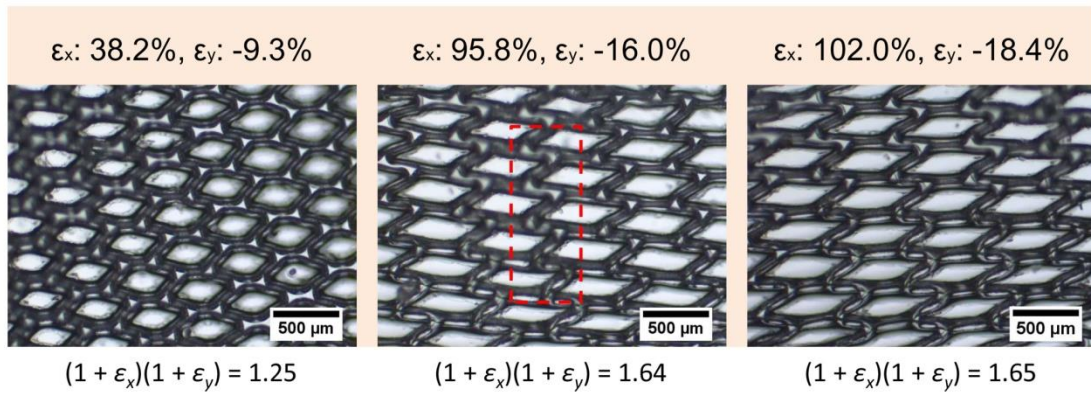 εx: 38.2%, εy: -9.3%
εx: 95.8%, εy: -16.0%
εx: 102.0%, εy: -18.4%
500 μm
500 μm
500 μm
(1 + εx)(1 + εy) = 1.25
(1 + εx)(1 + εy) = 1.64
(1 + εx)(1 + εy) = 1.65